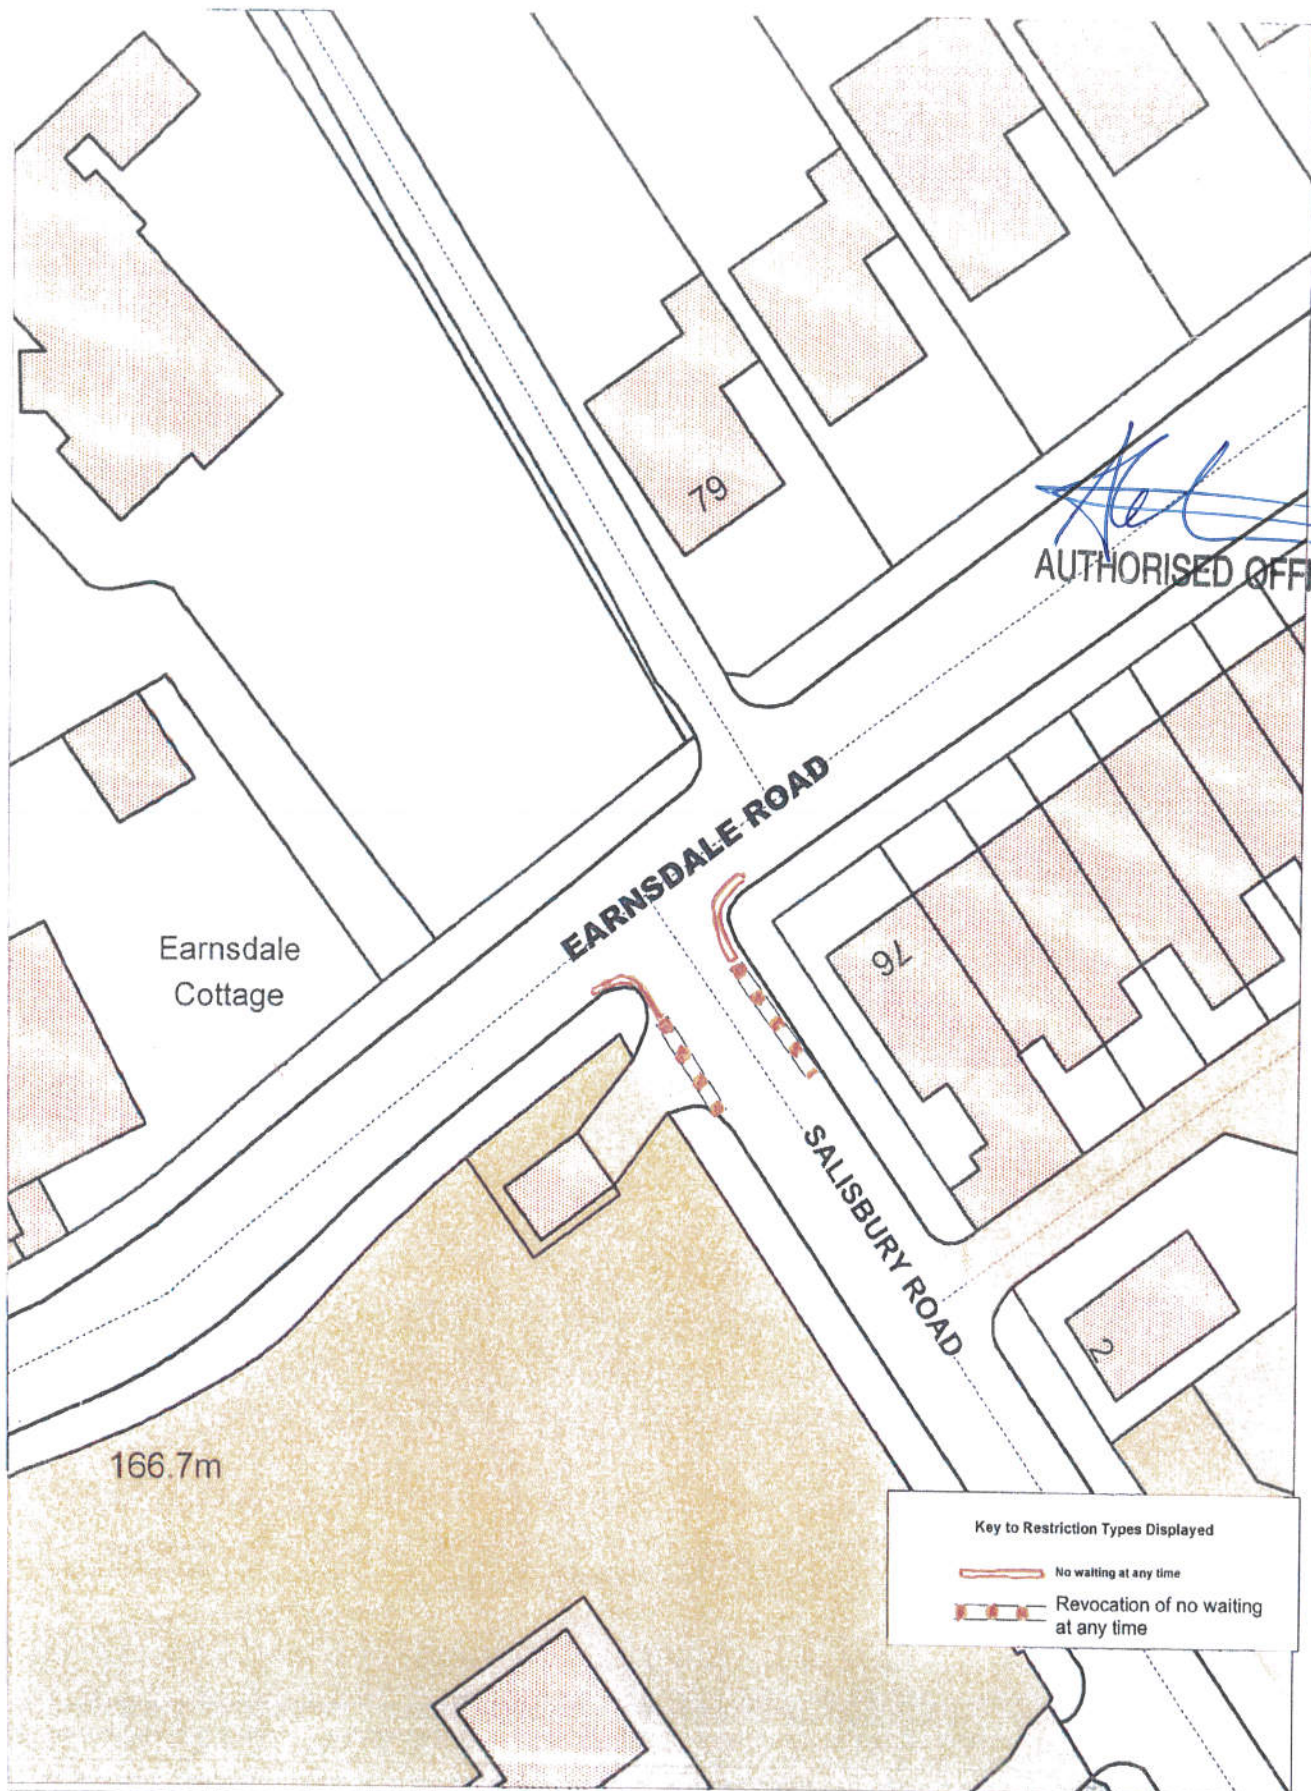 79
AUTHORISED OFFI
EARNSDALE ROAD
Earnsdale
Cottage
76
SALISBURY ROAD
2
166.7m
Key to Restriction Types Displayed
No waiting at any time
Revocation of no waiting
at any time